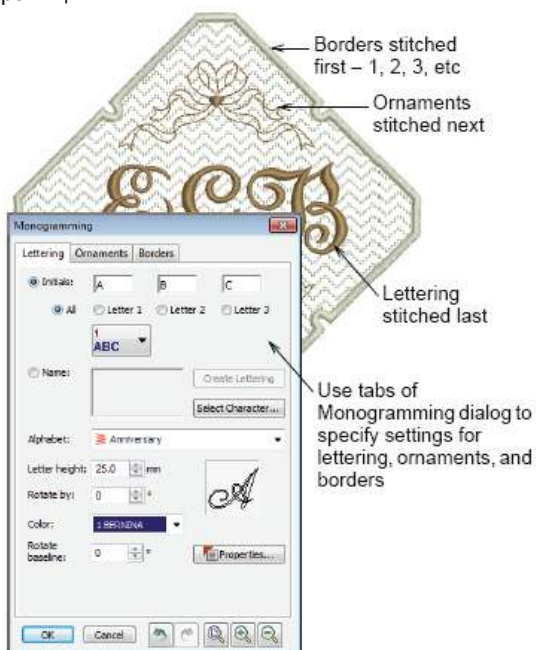 Borders stitched
first – 1, 2, 3, etc
Ornaments
stitched next
Lettering
stitched last
Use tabs of
Monogramming dialog to
specify settings for
lettering, ornaments, and
borders
Monogramming
Lettering Ornaments Borders
Initials: A B C
All Letter 1 Letter 2 Letter 3
1
ABC
Name:
Create Lettering
Select Character...
Alphabet: Anniversary
Letter height: 25.0 mm
Rotate by: 0 °
Color: 1 BERNINA
Rotate
baseline: 0 °
A
Properties...
OK Cancel